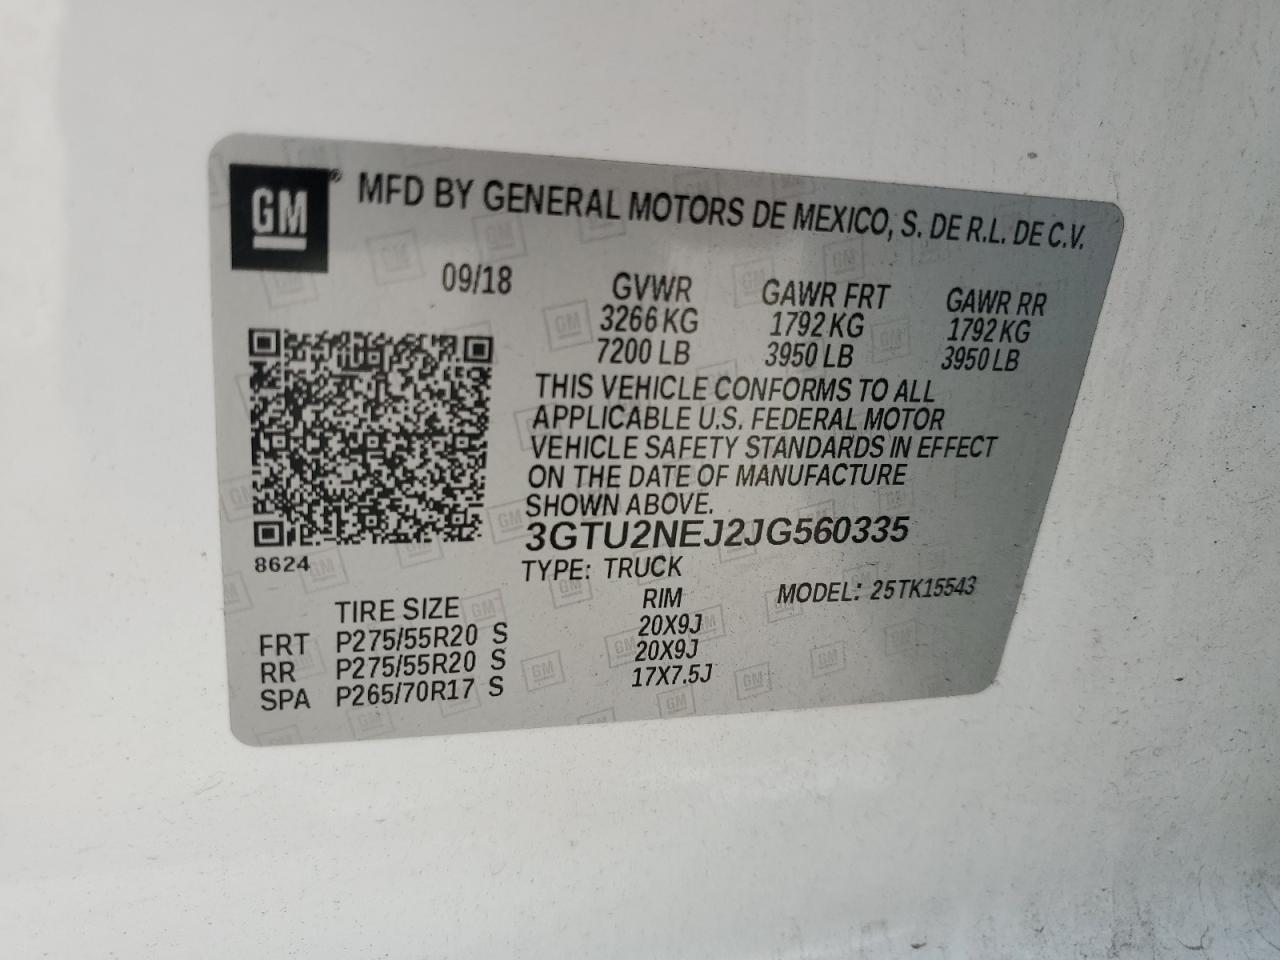 GM ® MFD BY GENERAL MOTORS DE MEXICO, S. DE R.L. DE C.V.
09/18 GVWR GAWR FRT GAWR RR
3266 KG 1792 KG 1792 KG
7200 LB 3950 LB 3950 LB
THIS VEHICLE CONFORMS TO ALL
APPLICABLE U.S. FEDERAL MOTOR
VEHICLE SAFETY STANDARDS IN EFFECT
ON THE DATE OF MANUFACTURE
SHOWN ABOVE.
3GTU2NEJ2JG560335
8624
TYPE: TRUCK MODEL: 25TK15543
TIRE SIZE RIM
FRT P275/55R20 S 20X9J
RR P275/55R20 S 20X9J
SPA P265/70R17 S 17X7.5J